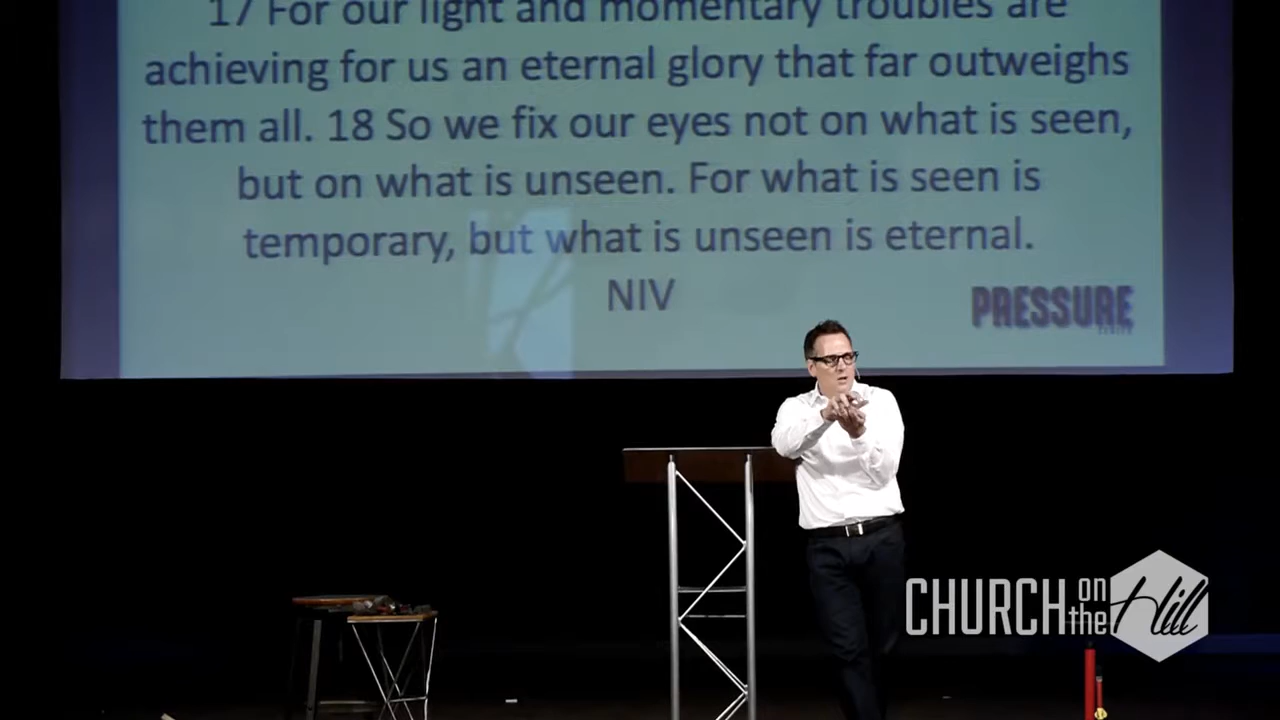 17 For our light and momentary troubles are
achieving for us an eternal glory that far outweighs
them all. 18 So we fix our eyes not on what is seen,
but on what is unseen. For what is seen is
temporary, but what is unseen is eternal.
NIV
PRESSURE
SERIES
CHURCH on the Hill